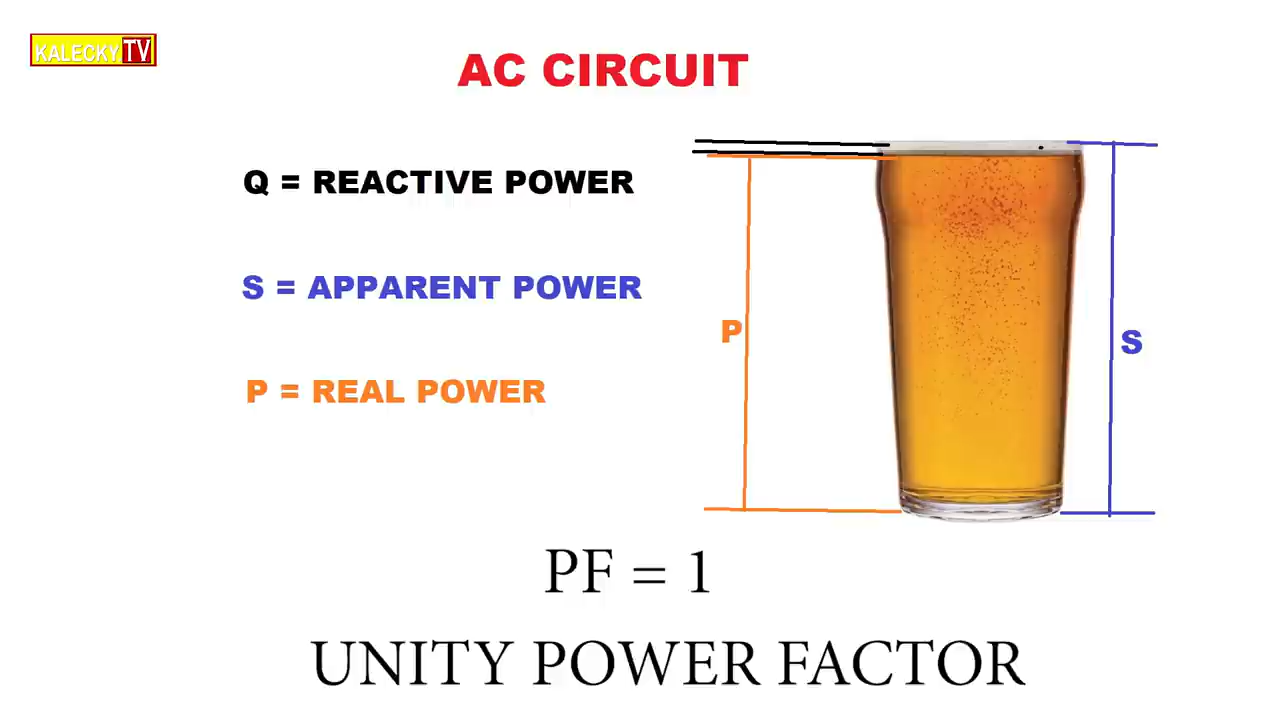 KALECKY TV
AC CIRCUIT
Q = REACTIVE POWER
S = APPARENT POWER
P = REAL POWER
P
S
PF = 1
UNITY POWER FACTOR